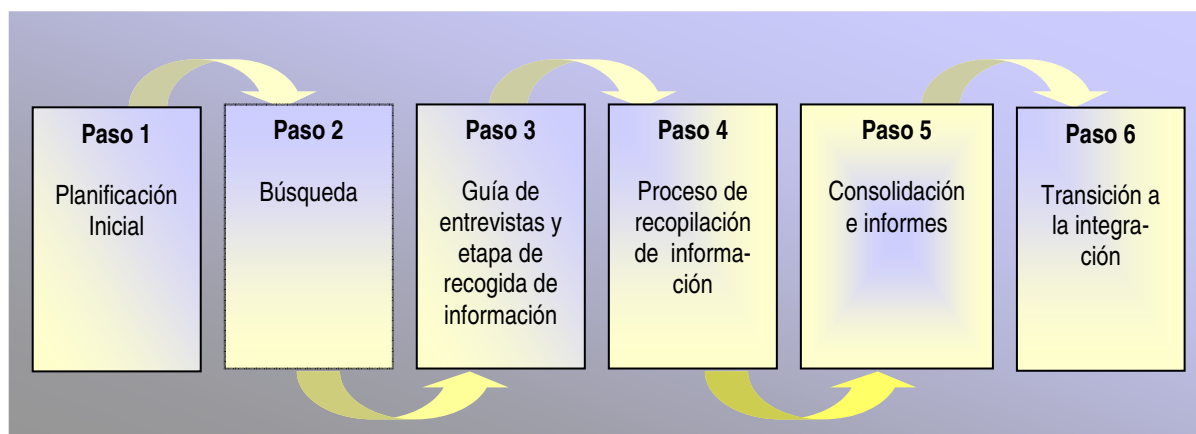 Paso 1
Planificación
Inicial
Paso 2
Búsqueda
Paso 3
Guía de
entrevistas y
etapa de
recogida de
información
Paso 4
Proceso de
recopilación
de informa-
ción
Paso 5
Consolidación
e informes
Paso 6
Transición a
la integra-
ción